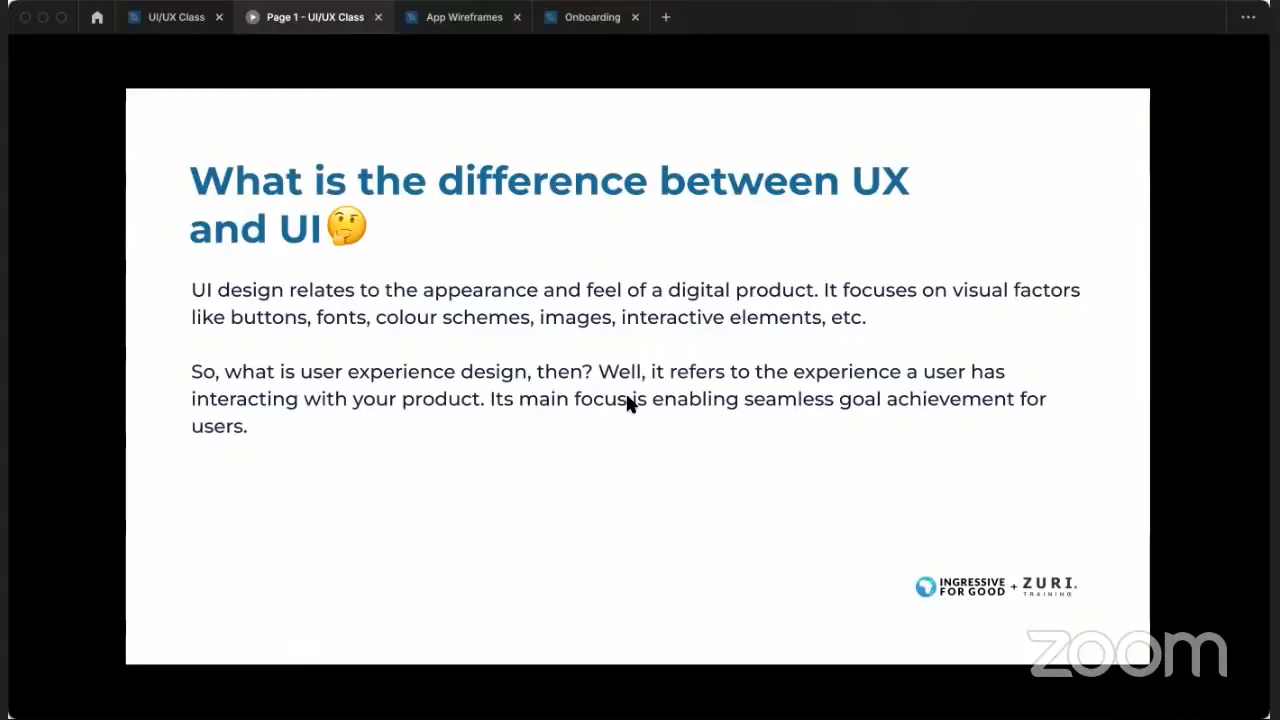 UI/UX Class
Page 1 - UI/UX Class
App Wireframes
Onboarding
What is the difference between UX
and UI🤔
UI design relates to the appearance and feel of a digital product. It focuses on visual factors
like buttons, fonts, colour schemes, images, interactive elements, etc.
So, what is user experience design, then? Well, it refers to the experience a user has
interacting with your product. Its main focus is enabling seamless goal achievement for
users.
INGRESSIVE
FOR GOOD
+ ZURI.
TRAINING
zoom